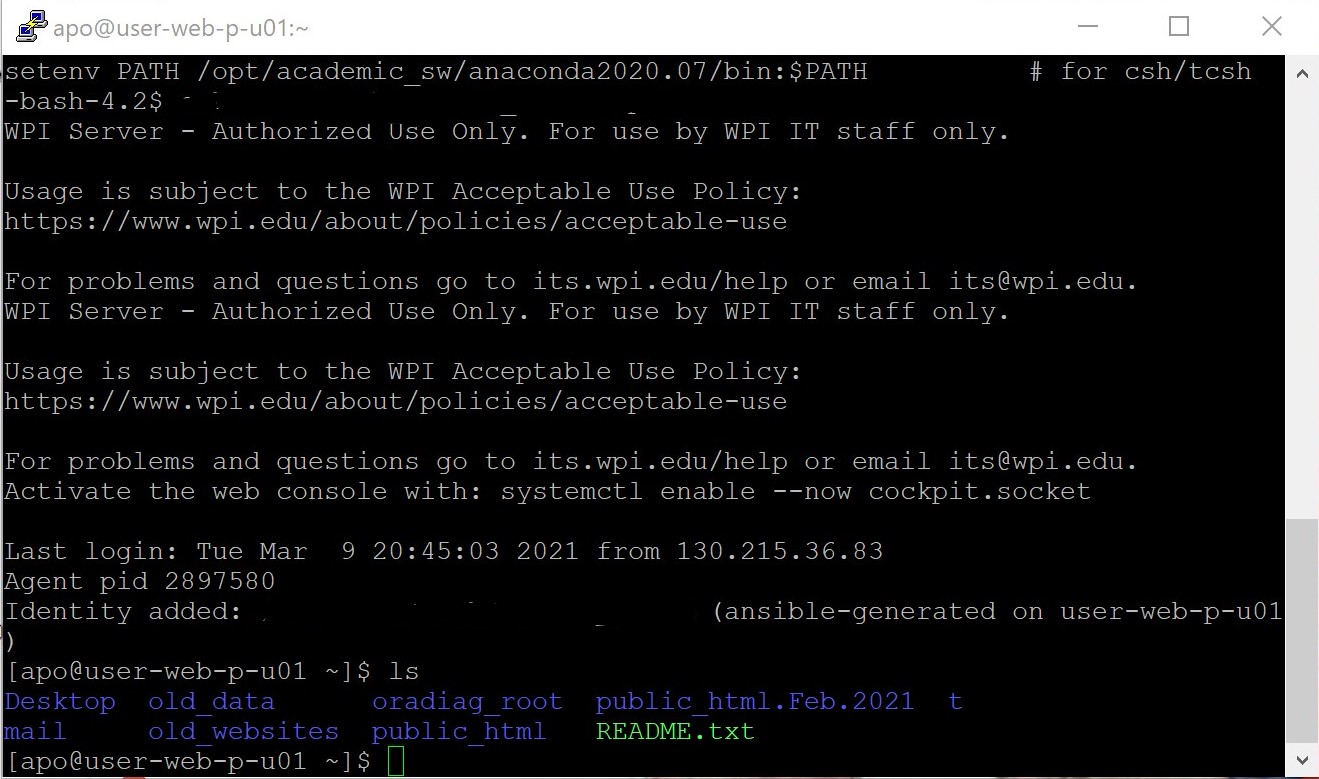 apo@user-web-p-u01:~
setenv PATH /opt/academic_sw/anaconda2020.07/bin:$PATH          # for csh/tcsh
-bash-4.2$
WPI Server - Authorized Use Only. For use by WPI IT staff only.
Usage is subject to the WPI Acceptable Use Policy:
https://www.wpi.edu/about/policies/acceptable-use
For problems and questions go to its.wpi.edu/help or email its@wpi.edu.
WPI Server - Authorized Use Only. For use by WPI IT staff only.
Usage is subject to the WPI Acceptable Use Policy:
https://www.wpi.edu/about/policies/acceptable-use
For problems and questions go to its.wpi.edu/help or email its@wpi.edu.
Activate the web console with: systemctl enable --now cockpit.socket
Last login: Tue Mar  9 20:45:03 2021 from 130.215.36.83
Agent pid 2897580
Identity added: (ansible-generated on user-web-p-u01
)
[apo@user-web-p-u01 ~]$ ls
Desktop  old_data      oradiag_root  public_html.Feb.2021  t
mail     old_websites  public_html   README.txt
[apo@user-web-p-u01 ~]$